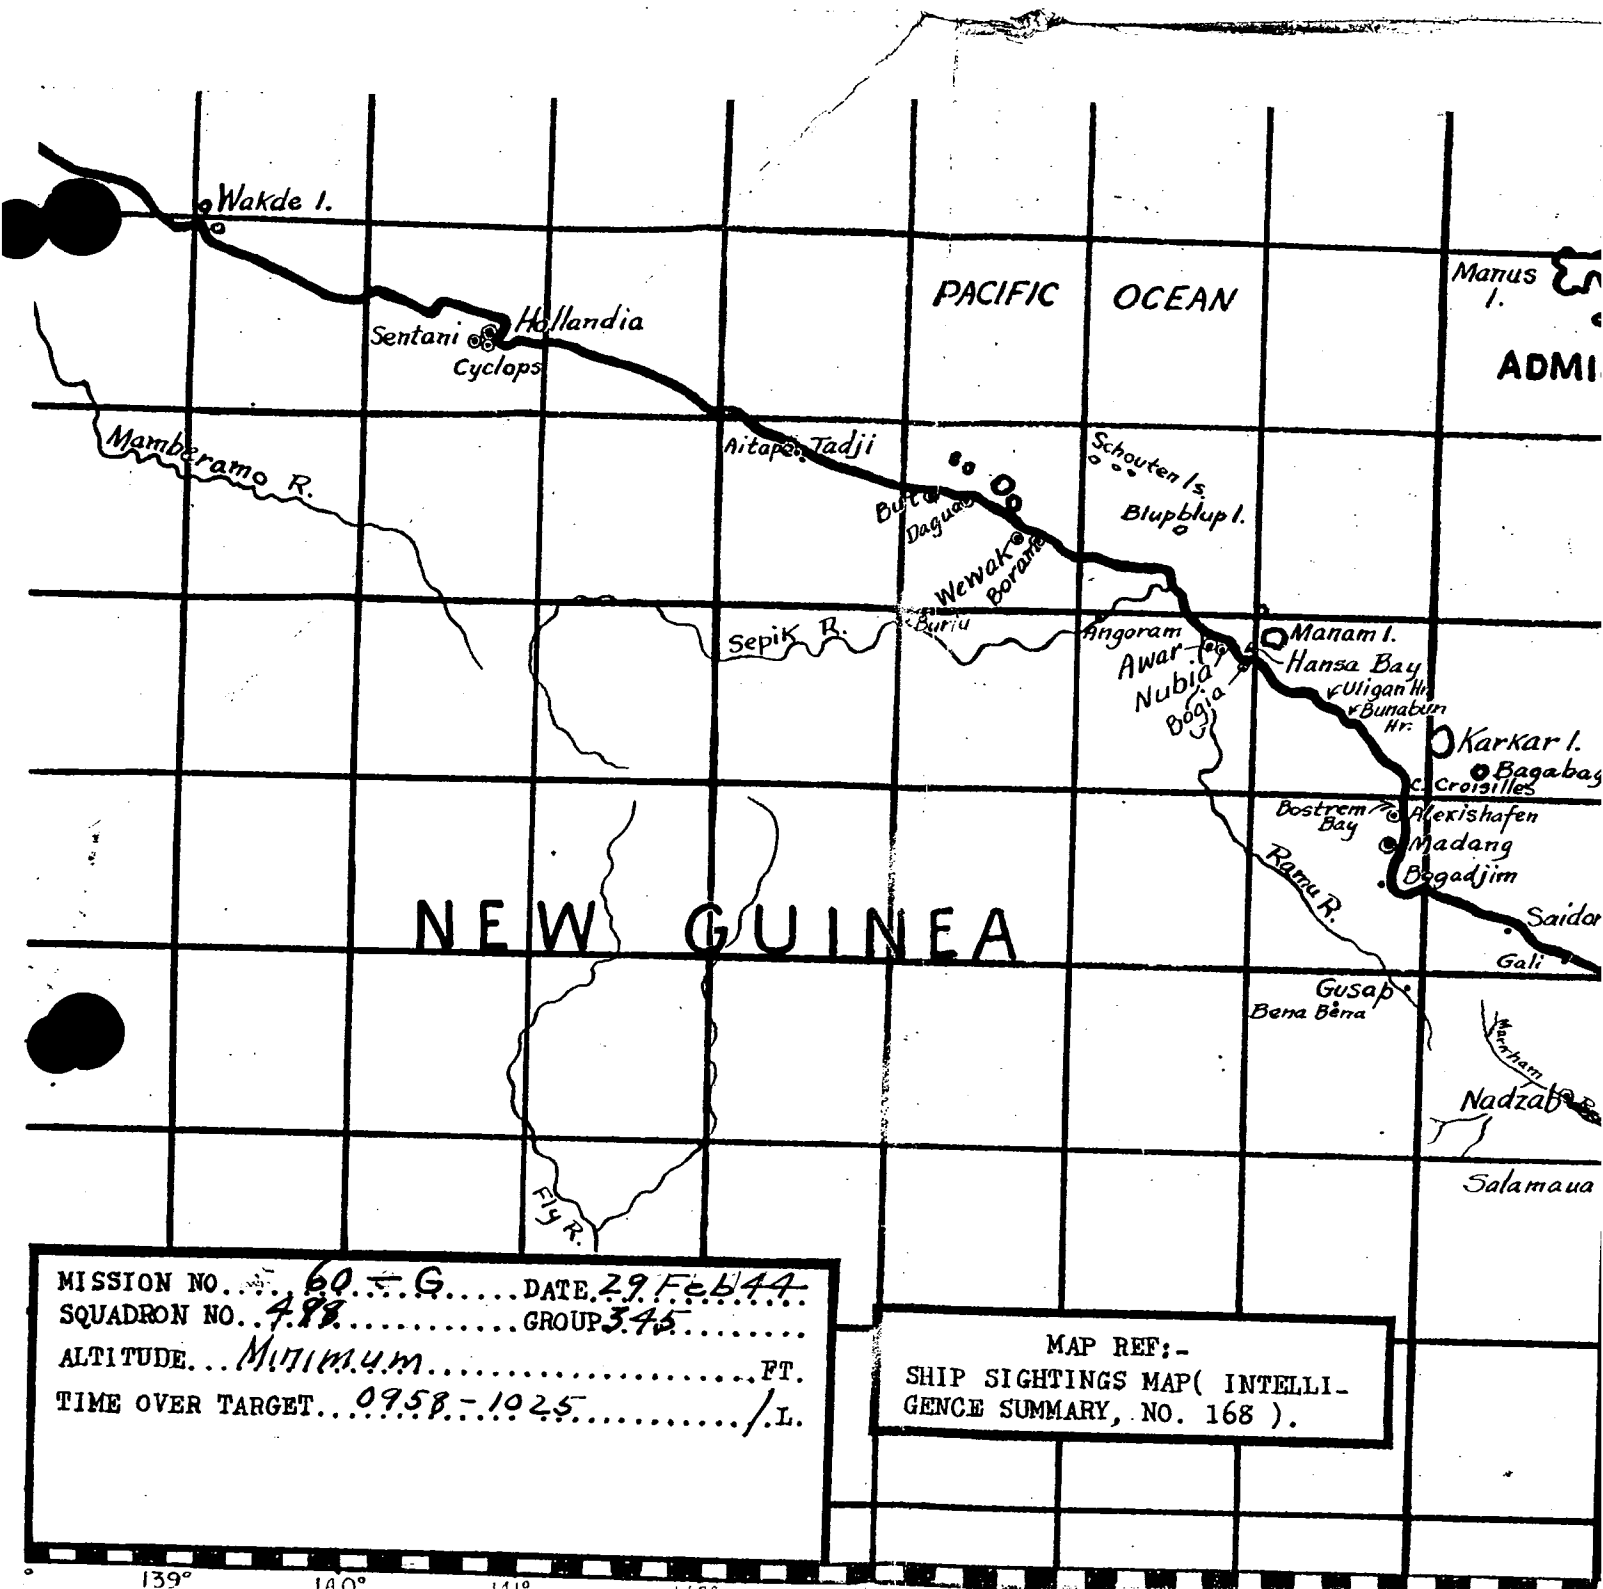 Wakde I.
PACIFIC OCEAN
Manus
I.
Hollandia
Sentani
Cyclops
ADMI
Mamberamo R.
Aitape
Tadji
Schouten Is.
But
Dagua
Blupblup I.
Wewak
Boram
Buriu
Sepik R.
Angoram
Manam I.
Awar
Hansa Bay
Nubia
Uligan Hr.
Bogia
Bunabun
Hr.
Karkar I.
Bagabag
C. Croisilles
Bostrem
Bay
Alexishafen
Madang
Ramu R.
Bogadjim
NEW GUINEA
Saidor
Gali
Gusap
Bena Bena
Markham
Nadzab
R.
Salamaua
Fly R.
MISSION NO......60 - G.....DATE.29 Feb 44
SQUADRON NO..498.............GROUP 345.........
ALTITUDE...Minimum......................FT.
TIME OVER TARGET...0958-1025............/.L.
MAP REF:-
SHIP SIGHTINGS MAP( INTELLI-
GENCE SUMMARY, NO. 168 ).
139° 140° 141°